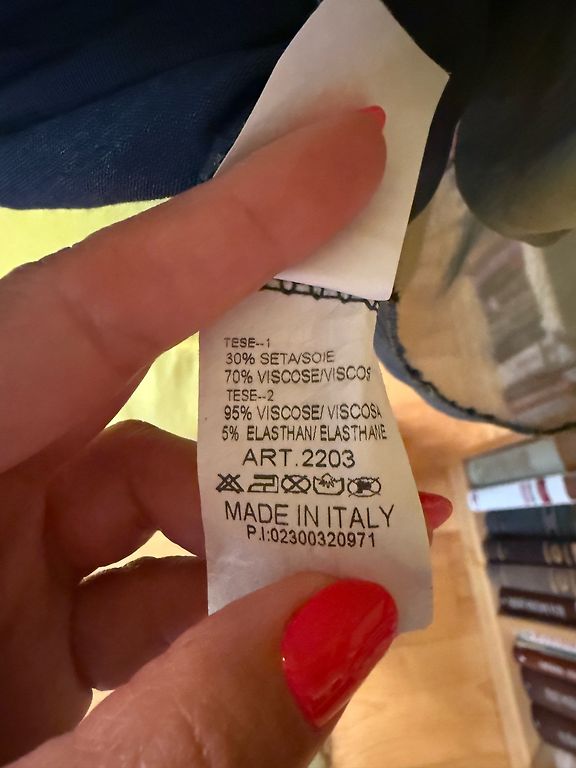 TESE--1
30% SETA/SOIE
70% VISCOSE/VISCOS
TESE--2
95% VISCOSE/ VISCOSA
5% ELASTHAN/ ELASTHANE
ART.2203
MADE IN ITALY
P.I:02300320971